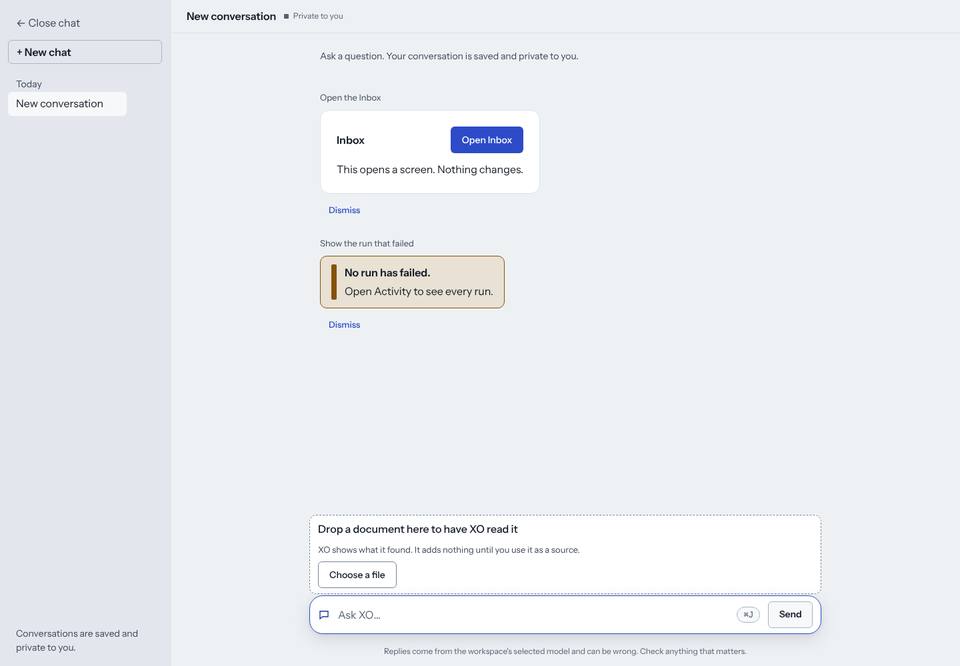 ← Close chat
+ New chat
Today
New conversation
Conversations are saved and
private to you.
New conversation
Private to you
Ask a question. Your conversation is saved and private to you.
Open the Inbox
Inbox
Open Inbox
This opens a screen. Nothing changes.
Dismiss
Show the run that failed
No run has failed.
Open Activity to see every run.
Dismiss
Drop a document here to have XO read it
XO shows what it found. It adds nothing until you use it as a source.
Choose a file
Ask XO...
⌘J
Send
Replies come from the workspace's selected model and can be wrong. Check anything that matters.